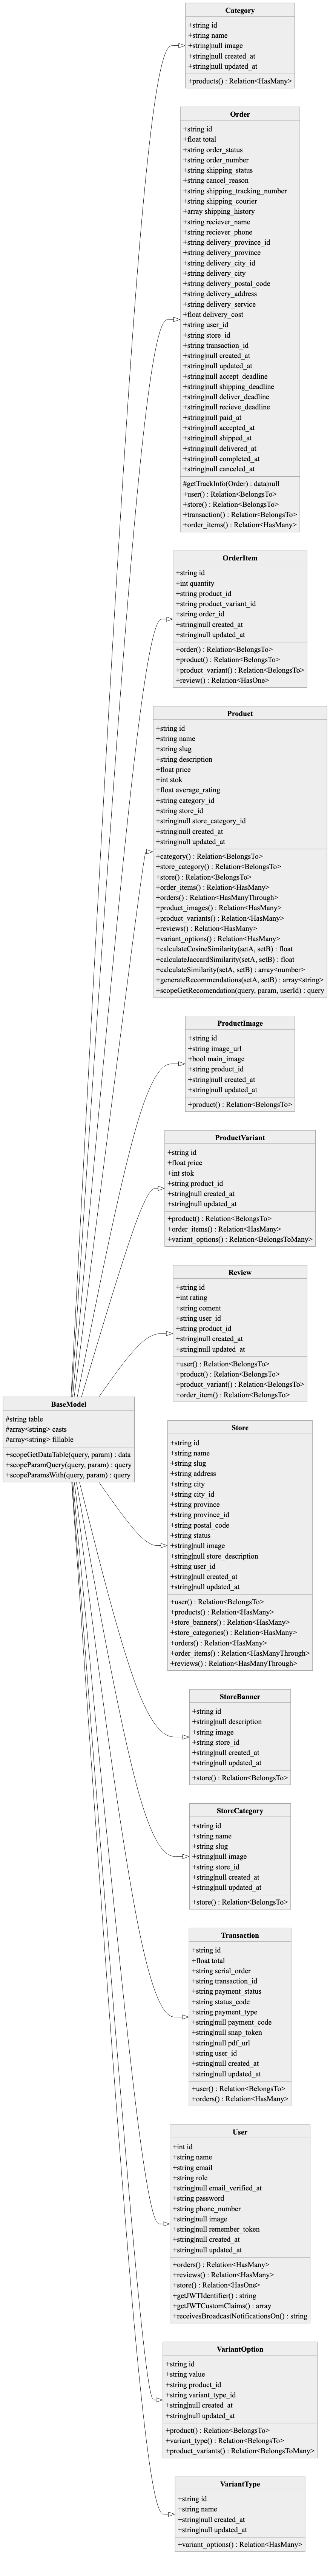 Category
+string id
+string name
+string|null image
+string|null created_at
+string|null updated_at
+products() : Relation<HasMany>
Order
+string id
+float total
+string order_status
+string order_number
+string shipping_status
+string cancel_reason
+string shipping_tracking_number
+string shipping_courier
+array shipping_history
+string reciever_name
+string reciever_phone
+string delivery_province_id
+string delivery_province
+string delivery_city_id
+string delivery_city
+string delivery_postal_code
+string delivery_address
+string delivery_service
+float delivery_cost
+string user_id
+string store_id
+string transaction_id
+string|null created_at
+string|null updated_at
+string|null accept_deadline
+string|null shipping_deadline
+string|null deliver_deadline
+string|null recieve_deadline
+string|null paid_at
+string|null accepted_at
+string|null shipped_at
+string|null delivered_at
+string|null completed_at
+string|null canceled_at
#getTrackInfo(Order) : data|null
+user() : Relation<BelongsTo>
+store() : Relation<BelongsTo>
+transaction() : Relation<BelongsTo>
+order_items() : Relation<HasMany>
OrderItem
+string id
+int quantity
+string product_id
+string product_variant_id
+string order_id
+string|null created_at
+string|null updated_at
+order() : Relation<BelongsTo>
+product() : Relation<BelongsTo>
+product_variant() : Relation<BelongsTo>
+review() : Relation<HasOne>
Product
+string id
+string name
+string slug
+string description
+float price
+int stok
+float average_rating
+string category_id
+string store_id
+string|null store_category_id
+string|null created_at
+string|null updated_at
+category() : Relation<BelongsTo>
+store_category() : Relation<BelongsTo>
+store() : Relation<BelongsTo>
+order_items() : Relation<HasMany>
+orders() : Relation<HasManyThrough>
+product_images() : Relation<HasMany>
+product_variants() : Relation<HasMany>
+reviews() : Relation<HasMany>
+variant_options() : Relation<HasMany>
+calculateCosineSimilarity(setA, setB) : float
+calculateJaccardSimilarity(setA, setB) : float
+calculateSimilarity(setA, setB) : array<number>
+generateRecommendations(setA, setB) : array<string>
+scopeGetRecomendation(query, param, userId) : query
ProductImage
+string id
+string image_url
+bool main_image
+string product_id
+string|null created_at
+string|null updated_at
+product() : Relation<BelongsTo>
ProductVariant
+string id
+float price
+int stok
+string product_id
+string|null created_at
+string|null updated_at
+product() : Relation<BelongsTo>
+order_items() : Relation<HasMany>
+variant_options() : Relation<BelongsToMany>
Review
+string id
+int rating
+string coment
+string user_id
+string product_id
+string|null created_at
+string|null updated_at
+user() : Relation<BelongsTo>
+product() : Relation<BelongsTo>
+product_variant() : Relation<BelongsTo>
+order_item() : Relation<BelongsTo>
BaseModel
#string table
#array<string> casts
#array<string> fillable
+scopeGetDataTable(query, param) : data
+scopeParamQuery(query, param) : query
+scopeParamsWith(query, param) : query
Store
+string id
+string name
+string slug
+string address
+string city
+string city_id
+string province
+string province_id
+string postal_code
+string status
+string|null image
+string|null store_description
+string user_id
+string|null created_at
+string|null updated_at
+user() : Relation<BelongsTo>
+products() : Relation<HasMany>
+store_banners() : Relation<HasMany>
+store_categories() : Relation<HasMany>
+orders() : Relation<HasMany>
+order_items() : Relation<HasManyThrough>
+reviews() : Relation<HasManyThrough>
StoreBanner
+string id
+string|null description
+string image
+string store_id
+string|null created_at
+string|null updated_at
+store() : Relation<BelongsTo>
StoreCategory
+string id
+string name
+string slug
+string|null image
+string store_id
+string|null created_at
+string|null updated_at
+store() : Relation<BelongsTo>
Transaction
+string id
+float total
+string serial_order
+string transaction_id
+string payment_status
+string status_code
+string payment_type
+string|null payment_code
+string|null snap_token
+string|null pdf_url
+string user_id
+string|null created_at
+string|null updated_at
+user() : Relation<BelongsTo>
+orders() : Relation<HasMany>
User
+int id
+string name
+string email
+string role
+string|null email_verified_at
+string password
+string phone_number
+string|null image
+string|null remember_token
+string|null created_at
+string|null updated_at
+orders() : Relation<HasMany>
+reviews() : Relation<HasMany>
+store() : Relation<HasOne>
+getJWTIdentifier() : string
+getJWTCustomClaims() : array
+receivesBroadcastNotificationsOn() : string
VariantOption
+string id
+string value
+string product_id
+string variant_type_id
+string|null created_at
+string|null updated_at
+product() : Relation<BelongsTo>
+variant_type() : Relation<BelongsTo>
+product_variants() : Relation<BelongsToMany>
VariantType
+string id
+string name
+string|null created_at
+string|null updated_at
+variant_options() : Relation<HasMany>